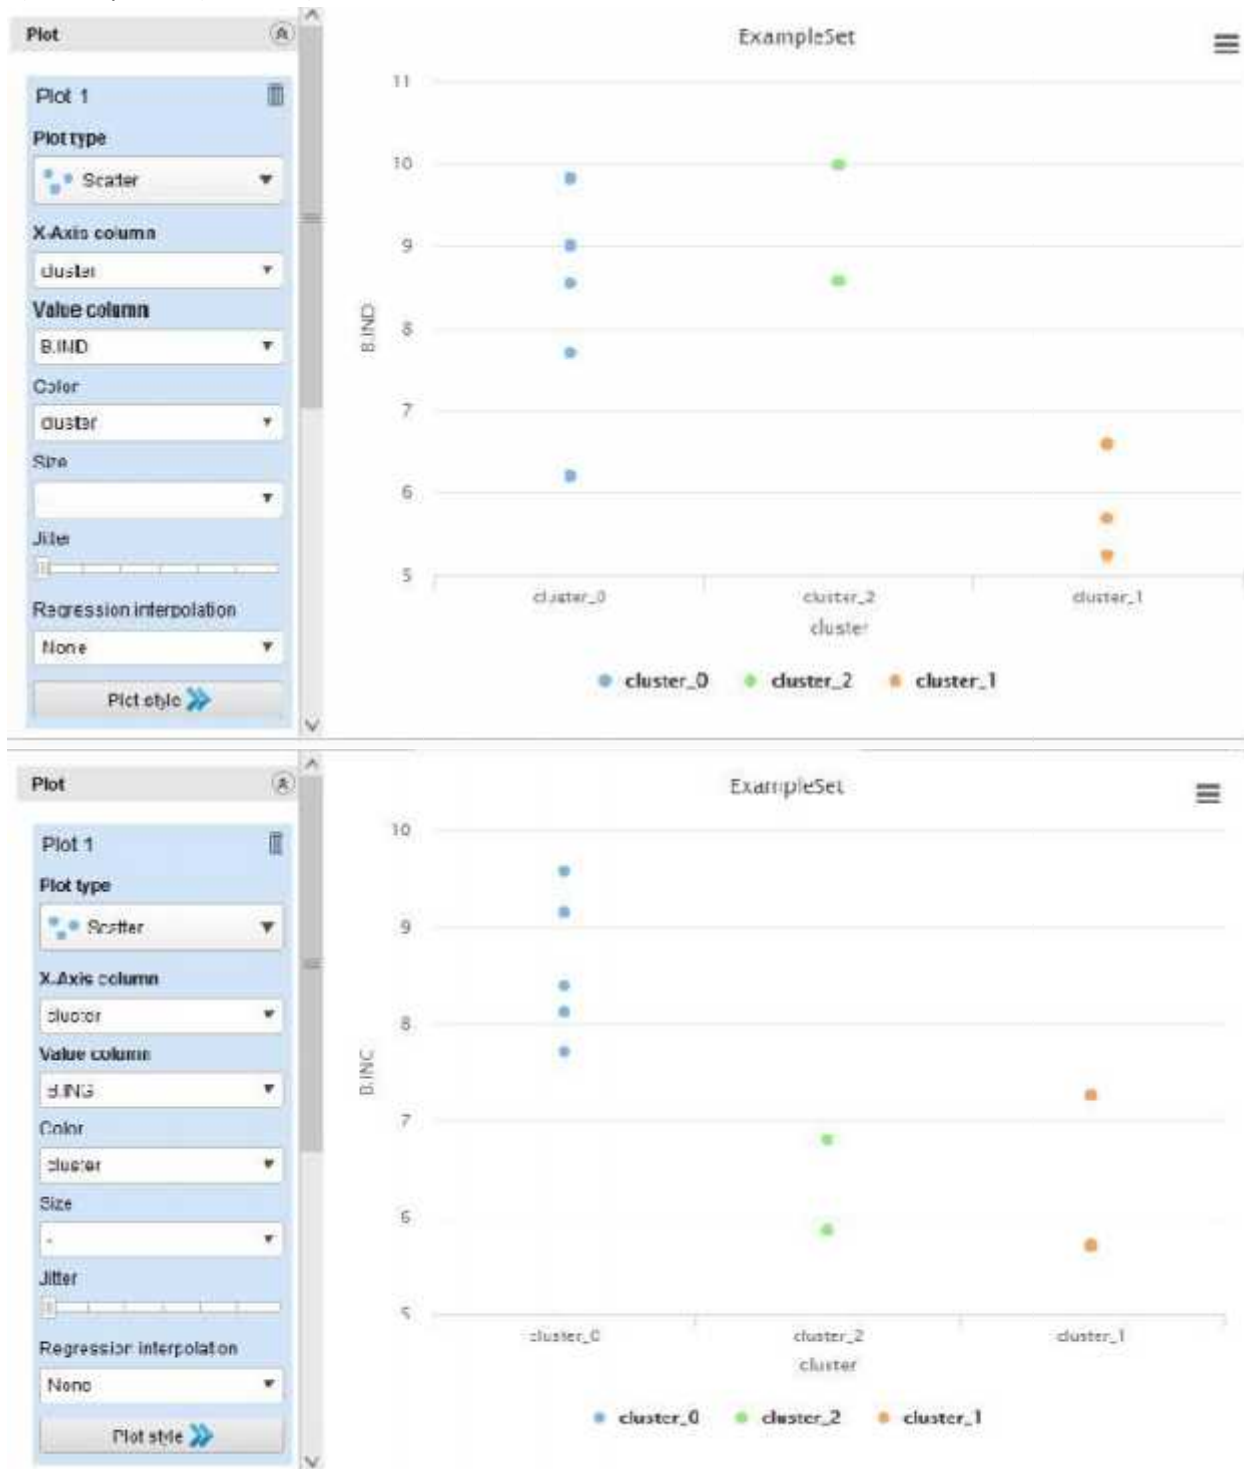 Plot
Plot 1
Plot type
Scatter
X-Axis column
cluster
Value column
B.IND
Color
cluster
Size
Jitter
Regression interpolation
None
Plot style
ExampleSet
11
10
9
8
7
6
5
B.IND
cluster_0
cluster_2
cluster_1
cluster
cluster_0
cluster_2
cluster_1
Plot
Plot 1
Plot type
Scatter
X-Axis column
cluster
Value column
B.ING
Color
cluster
Size
-
Jitter
Regression interpolation
None
Plot style
ExampleSet
10
9
8
7
6
5
cluster_0
cluster_2
cluster_1
cluster
cluster_0
cluster_2
cluster_1